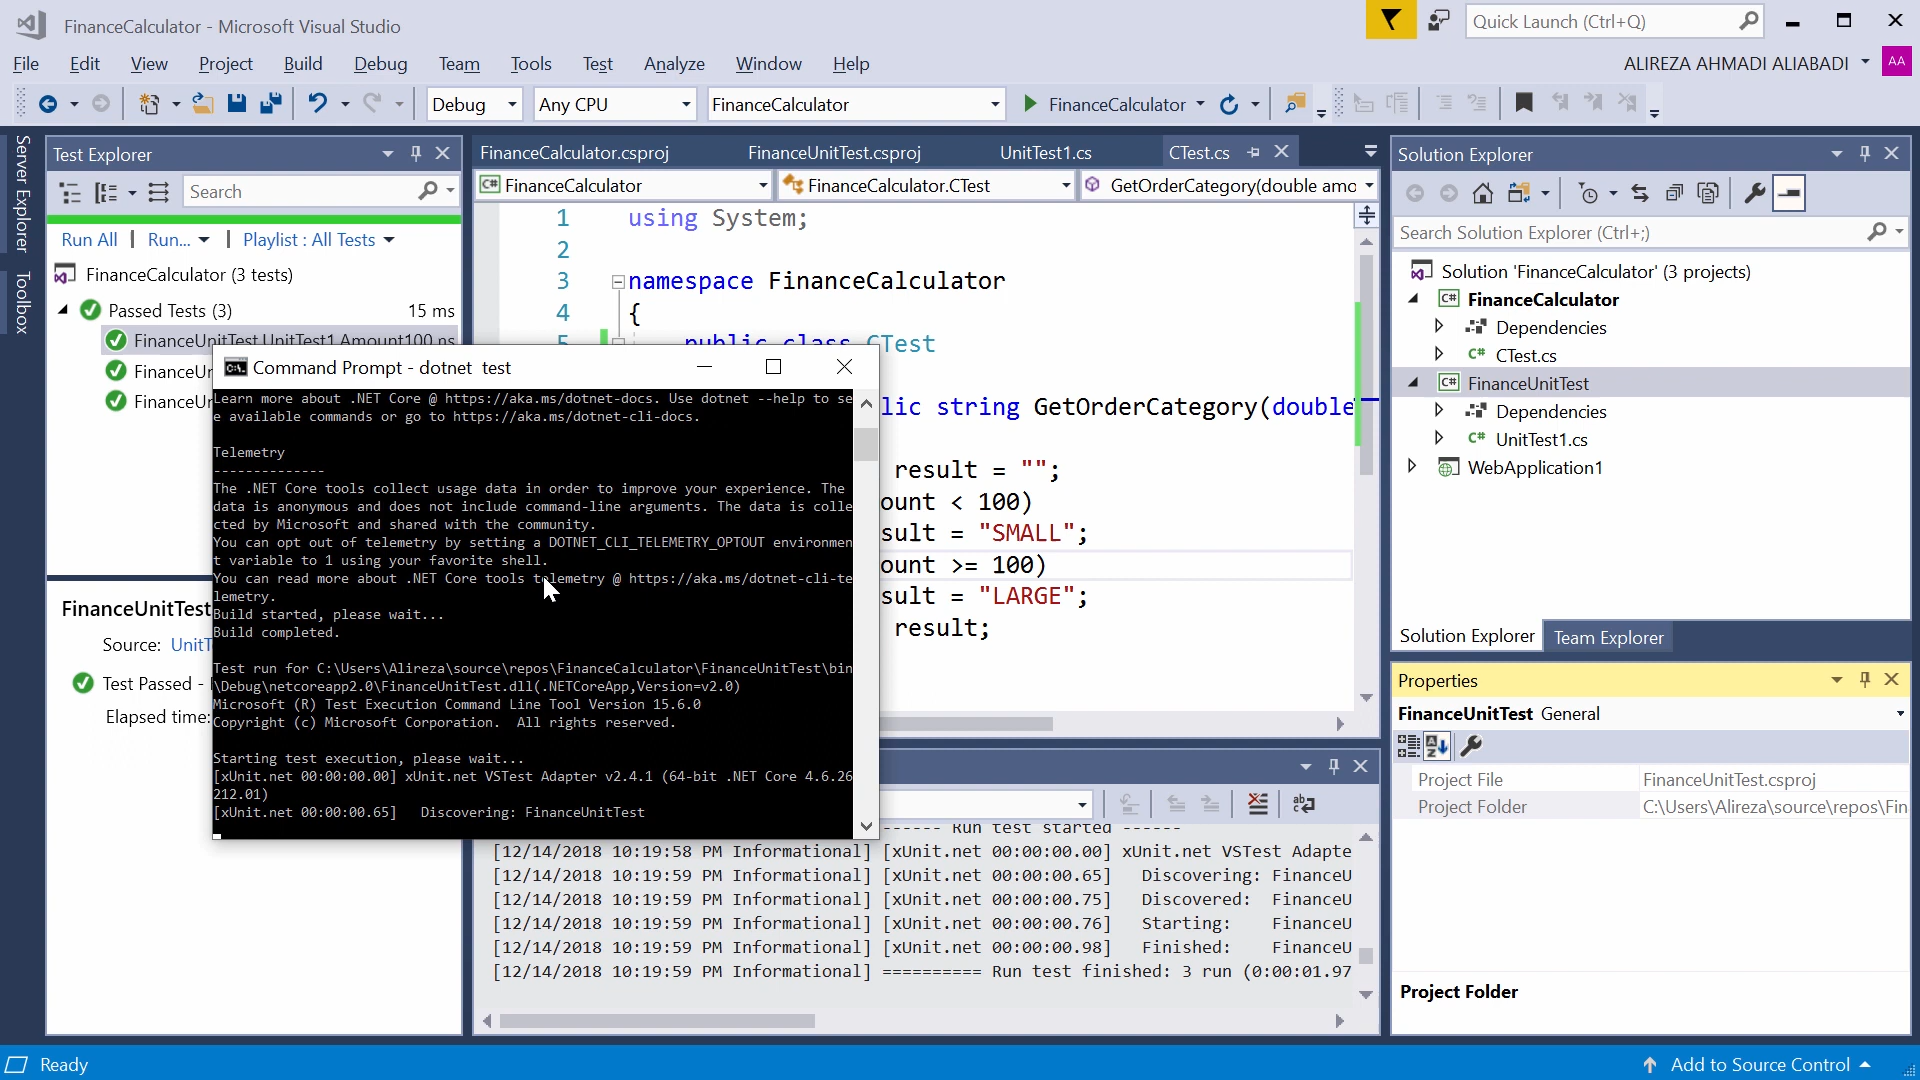 FinanceCalculator - Microsoft Visual Studio
Quick Launch (Ctrl+Q)
File Edit View Project Build Debug Team Tools Test Analyze Window Help
ALIREZA AHMADI ALIABADI AA
Debug Any CPU FinanceCalculator FinanceCalculator
Server Explorer
Toolbox
Test Explorer
Search
Run All | Run... | Playlist : All Tests
FinanceCalculator (3 tests)
Passed Tests (3) 15 ms
FinanceUnitTest.UnitTest1.Amount100
FinanceUn
FinanceUn
FinanceUnitTest
Source: UnitT
Test Passed -
Elapsed time:
FinanceCalculator.csproj FinanceUnitTest.csproj UnitTest1.cs CTest.cs
FinanceCalculator FinanceCalculator.CTest GetOrderCategory(double amo
1 using System;
2
3 namespace FinanceCalculator
4 {
5 public class CTest
lic string GetOrderCategory(double
result = "";
ount < 100)
sult = "SMALL";
ount >= 100)
sult = "LARGE";
result;
Command Prompt - dotnet test
Learn more about .NET Core @ https://aka.ms/dotnet-docs. Use dotnet --help to se
e available commands or go to https://aka.ms/dotnet-cli-docs.
Telemetry
--------------
The .NET Core tools collect usage data in order to improve your experience. The
data is anonymous and does not include command-line arguments. The data is colle
cted by Microsoft and shared with the community.
You can opt out of telemetry by setting a DOTNET_CLI_TELEMETRY_OPTOUT environmen
t variable to 1 using your favorite shell.
You can read more about .NET Core tools telemetry @ https://aka.ms/dotnet-cli-te
lemetry.
Build started, please wait...
Build completed.
Test run for C:\Users\Alireza\source\repos\FinanceCalculator\FinanceUnitTest\bin
\Debug\netcoreapp2.0\FinanceUnitTest.dll(.NETCoreApp,Version=v2.0)
Microsoft (R) Test Execution Command Line Tool Version 15.6.0
Copyright (c) Microsoft Corporation.  All rights reserved.
Starting test execution, please wait...
[xUnit.net 00:00:00.00] xUnit.net VSTest Adapter v2.4.1 (64-bit .NET Core 4.6.26
212.01)
[xUnit.net 00:00:00.65]   Discovering: FinanceUnitTest
------ Run test started ------
[12/14/2018 10:19:58 PM Informational] [xUnit.net 00:00:00.00] xUnit.net VSTest Adapte
[12/14/2018 10:19:59 PM Informational] [xUnit.net 00:00:00.65]   Discovering: FinanceU
[12/14/2018 10:19:59 PM Informational] [xUnit.net 00:00:00.75]   Discovered:  FinanceU
[12/14/2018 10:19:59 PM Informational] [xUnit.net 00:00:00.76]   Starting:    FinanceU
[12/14/2018 10:19:59 PM Informational] [xUnit.net 00:00:00.98]   Finished:    FinanceU
[12/14/2018 10:19:59 PM Informational] ========== Run test finished: 3 run (0:00:01.97
Solution Explorer
Search Solution Explorer (Ctrl+;)
Solution 'FinanceCalculator' (3 projects)
FinanceCalculator
Dependencies
CTest.cs
FinanceUnitTest
Dependencies
UnitTest1.cs
WebApplication1
Solution Explorer Team Explorer
Properties
FinanceUnitTest General
Project File FinanceUnitTest.csproj
Project Folder C:\Users\Alireza\source\repos\Fin
Project Folder
Ready
Add to Source Control